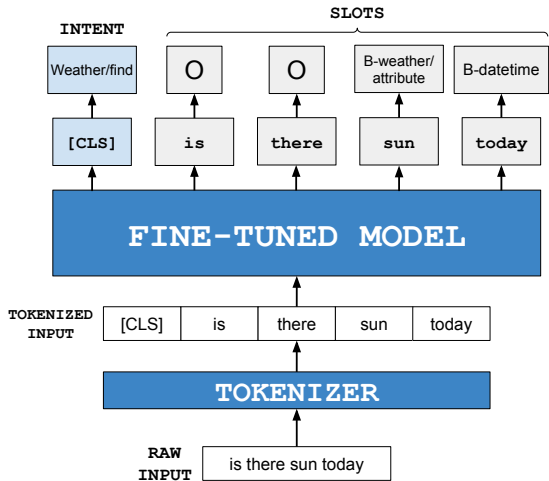 SLOTS
INTENT
Weather/find
O
O
B-weather/
attribute
B-datetime
[CLS]
is
there
sun
today
FINE-TUNED MODEL
TOKENIZED
INPUT
[CLS]
is
there
sun
today
TOKENIZER
RAW
INPUT
is there sun today